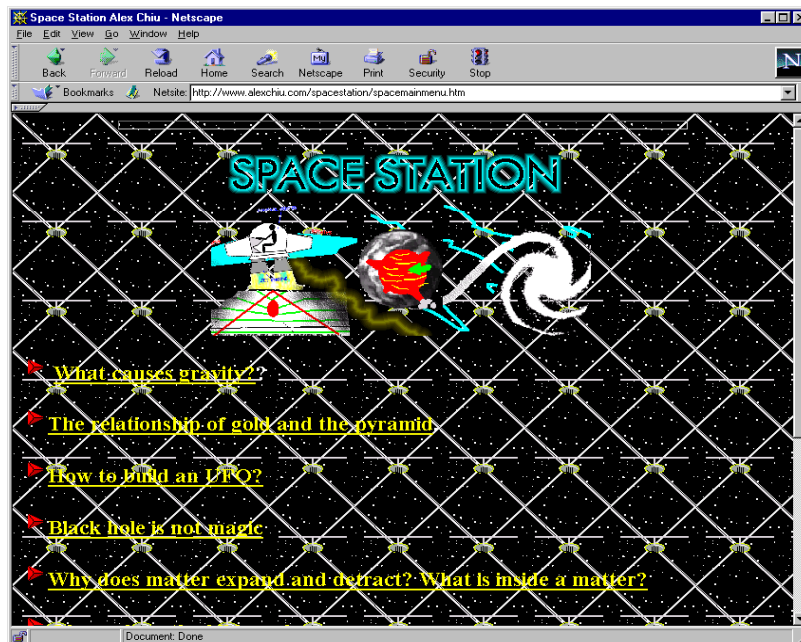 Space Station Alex Chiu - Netscape
File Edit View Go Window Help
Back Forward Reload Home Search Netscape Print Security Stop
My
N
Bookmarks Netsite: http://www.alexchiu.com/spacestation/spacemainmenu.htm
SPACE STATION
What causes gravity??
The relationship of gold and the pyramid
How to build an UFO?
Black hole is not magic
Why does matter expand and detract? What is inside a matter?
Document: Done